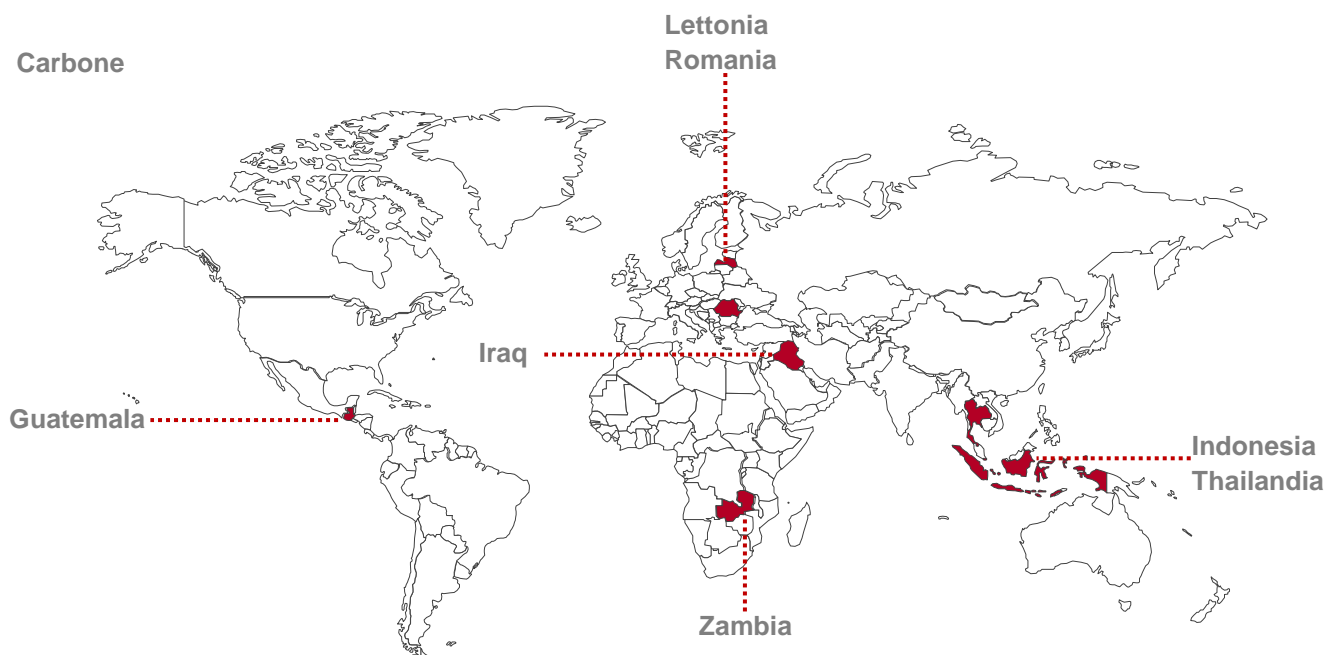 Lettonia
Romania
Carbone
Iraq
Guatemala
Indonesia
Thailandia
Zambia